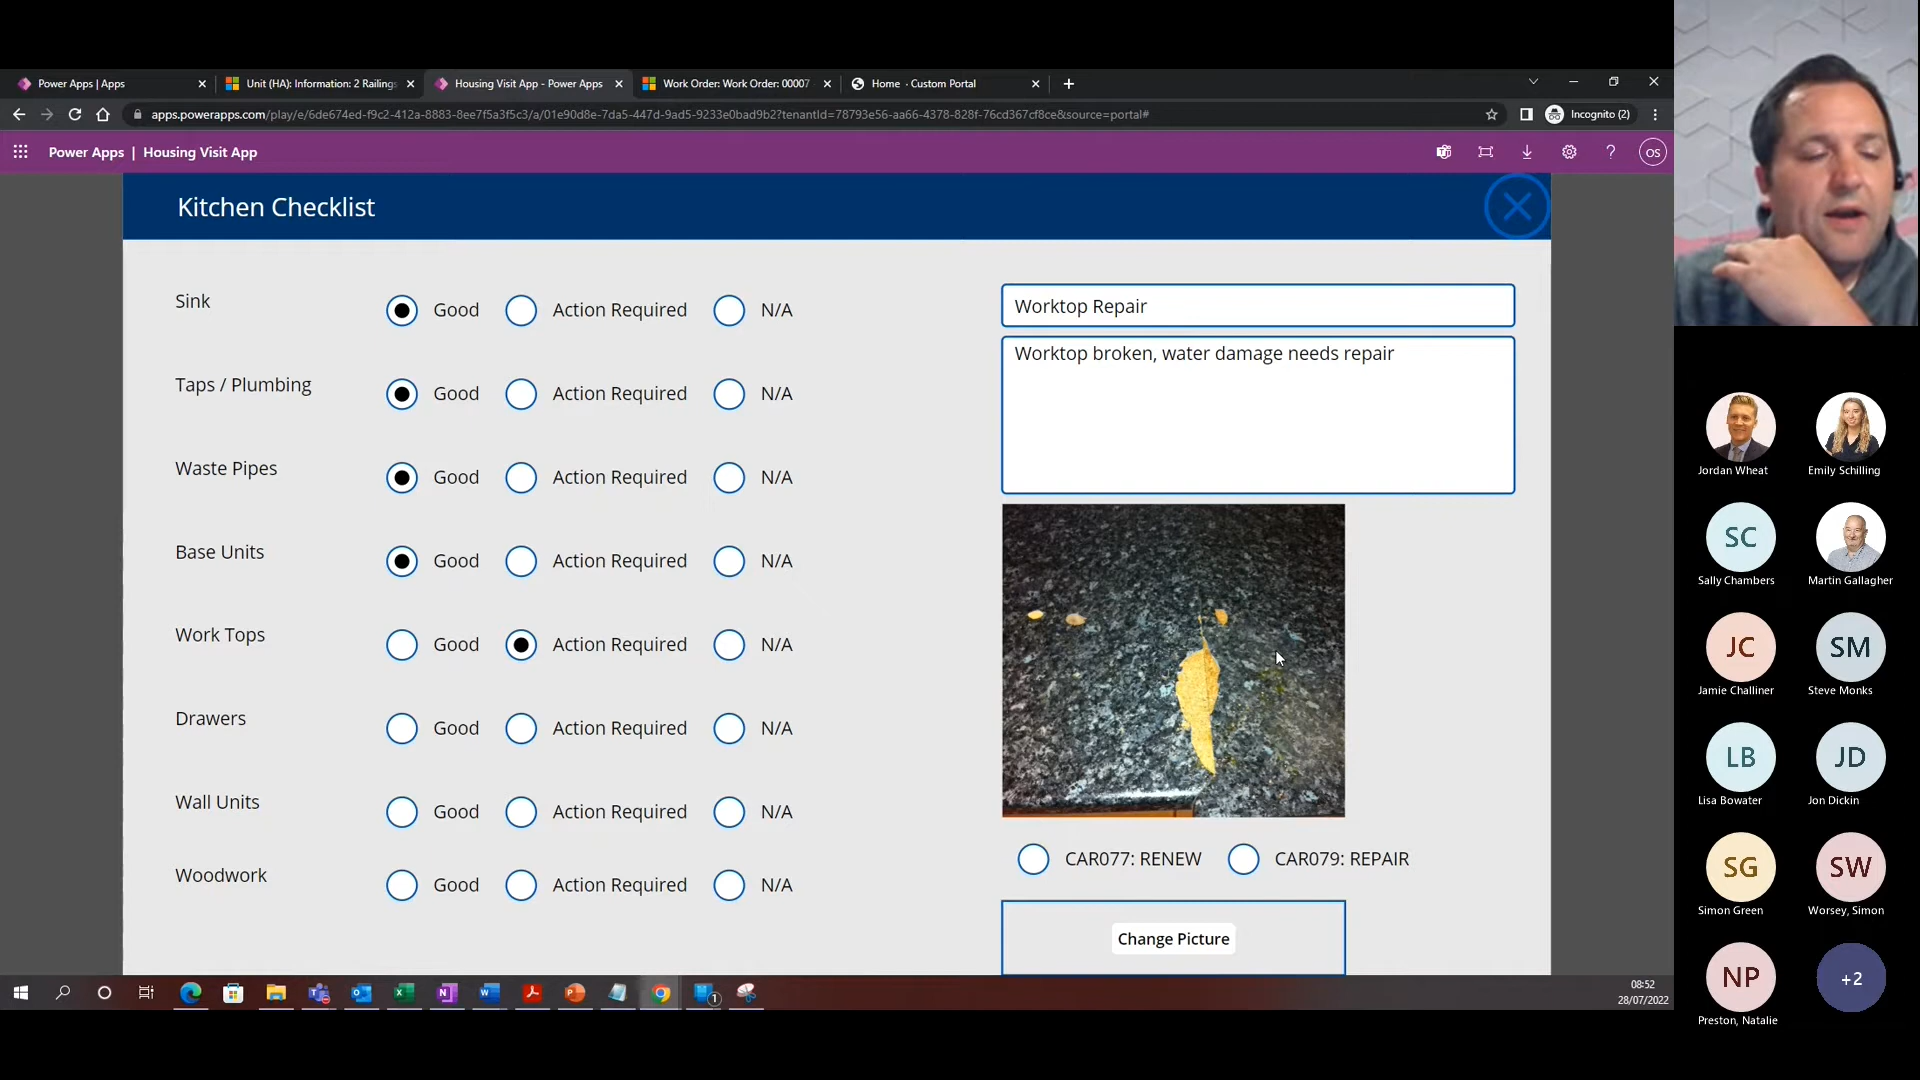 Power Apps | Apps
Unit (HA): Information: 2 Railings
Housing Visit App - Power Apps
Work Order: Work Order: 00007
Home · Custom Portal
apps.powerapps.com/play/e/6de674ed-f9c2-412a-8883-8ee7f5a3f5c3/a/01e90d8e-7da5-447d-9ad5-9233e0bad9b2?tenantId=78793e56-aa66-4378-828f-76cd367cf8ce&source=portal#
Incognito (2)
Power Apps | Housing Visit App
OS
Kitchen Checklist
Sink Good Action Required N/A
Taps / Plumbing Good Action Required N/A
Waste Pipes Good Action Required N/A
Base Units Good Action Required N/A
Work Tops Good Action Required N/A
Drawers Good Action Required N/A
Wall Units Good Action Required N/A
Woodwork Good Action Required N/A
Worktop Repair
Worktop broken, water damage needs repair
CAR077: RENEW CAR079: REPAIR
Change Picture
08:52
28/07/2022
Jordan Wheat
Emily Schilling
SC
Sally Chambers
Martin Gallagher
JC
Jamie Challiner
SM
Steve Monks
LB
Lisa Bowater
JD
Jon Dickin
SG
Simon Green
SW
Worsey, Simon
NP
Preston, Natalie
+2